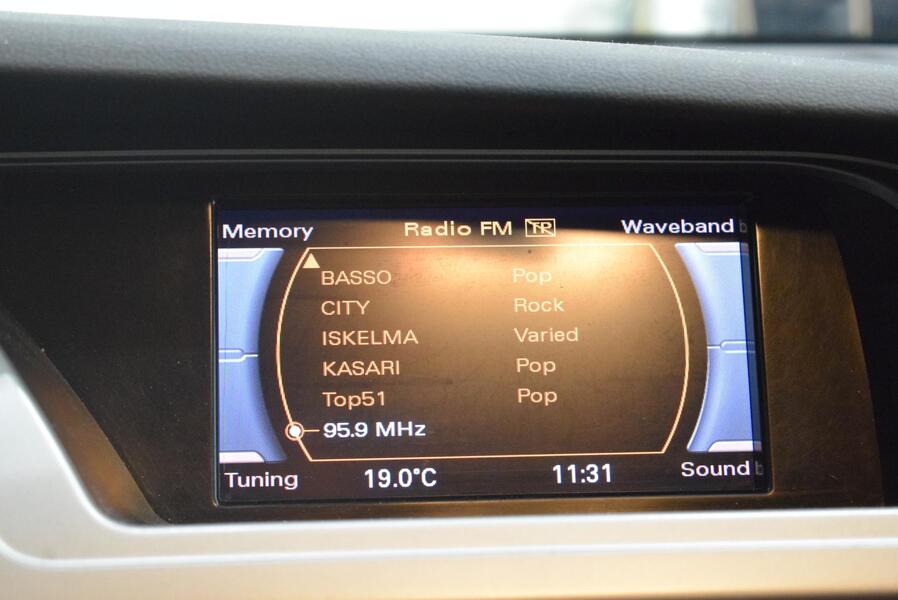 Memory Radio FM TP Waveband
BASSO Pop
CITY Rock
ISKELMA Varied
KASARI Pop
Top51 Pop
95.9 MHz
Tuning 19.0°C 11:31 Sound